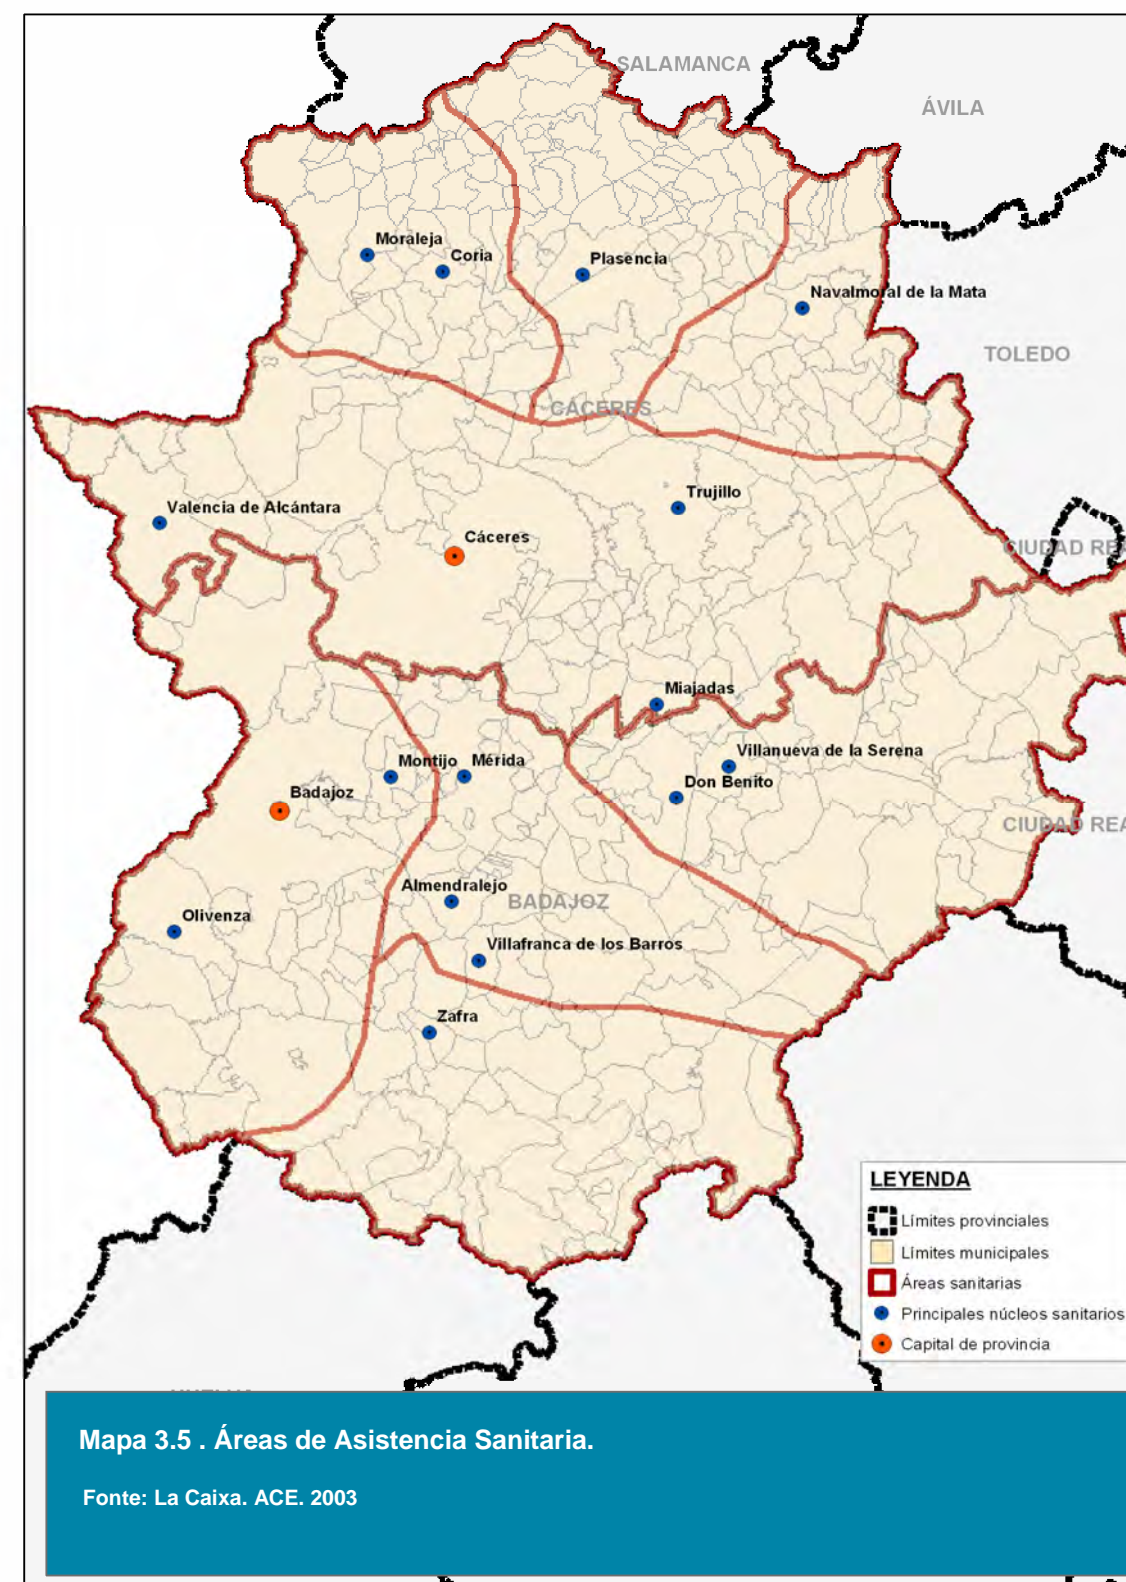 SALAMANCA
ÁVILA
Moraleja
Coria
Plasencia
Navalmoral de la Mata
TOLEDO
CÁCERES
Trujillo
Valencia de Alcántara
Cáceres
CIUDAD REA
Miajadas
Villanueva de la Serena
Montijo
Mérida
Don Benito
Badajoz
CIUDAD REA
Almendralejo
BADAJOZ
Olivenza
Villafranca de los Barros
Zafra
LEYENDA
Límites provinciales
Límites municipales
Áreas sanitarias
Principales núcleos sanitarios
Capital de provincia
Mapa 3.5 . Áreas de Asistencia Sanitaria.
Fonte: La Caixa. ACE. 2003